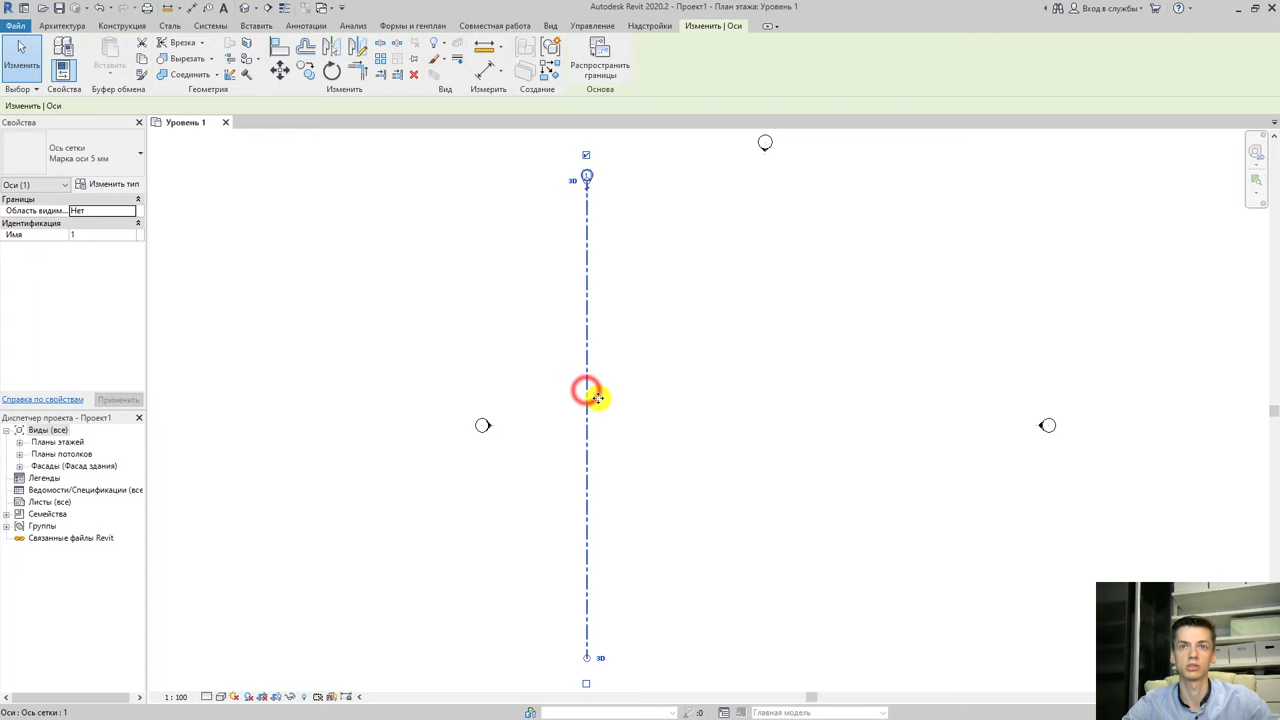 Autodesk Revit 2020.2 - Проект1 - План этажа: Уровень 1
Вход в службы
Файл
Архитектура
Конструкция
Сталь
Системы
Вставить
Аннотации
Анализ
Формы и генплан
Совместная работа
Вид
Управление
Надстройки
Изменить | Оси
Изменить
Вставить
Врезка
Вырезать
Соединить
Распространить
границы
Выбор
Свойства
Буфер обмена
Геометрия
Изменить
Вид
Измерить
Создание
Основа
Изменить | Оси
Свойства
Уровень 1
Ось сетки
Марка оси 5 мм
Оси (1)
Изменить тип
Границы
Область видим...
Нет
Идентификация
Имя
1
3D
Справка по свойствам
Применить
Диспетчер проекта - Проект1
Виды (все)
Планы этажей
Планы потолков
Фасады (Фасад здания)
Легенды
Ведомости/Спецификации (все
Листы (все)
Семейства
Группы
Связанные файлы Revit
3D
1 : 100
Оси : Ось сетки : 1
:0
Главная модель